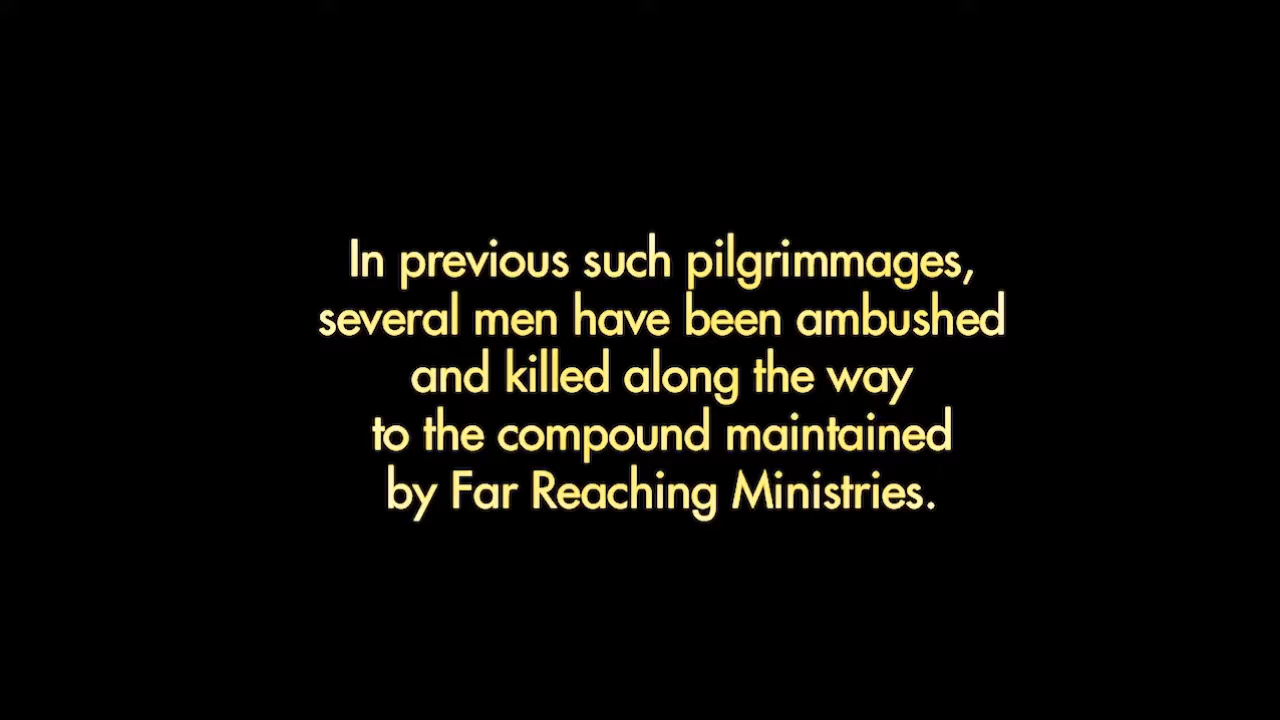 In previous such pilgrimmages,
several men have been ambushed
and killed along the way
to the compound maintained
by Far Reaching Ministries.